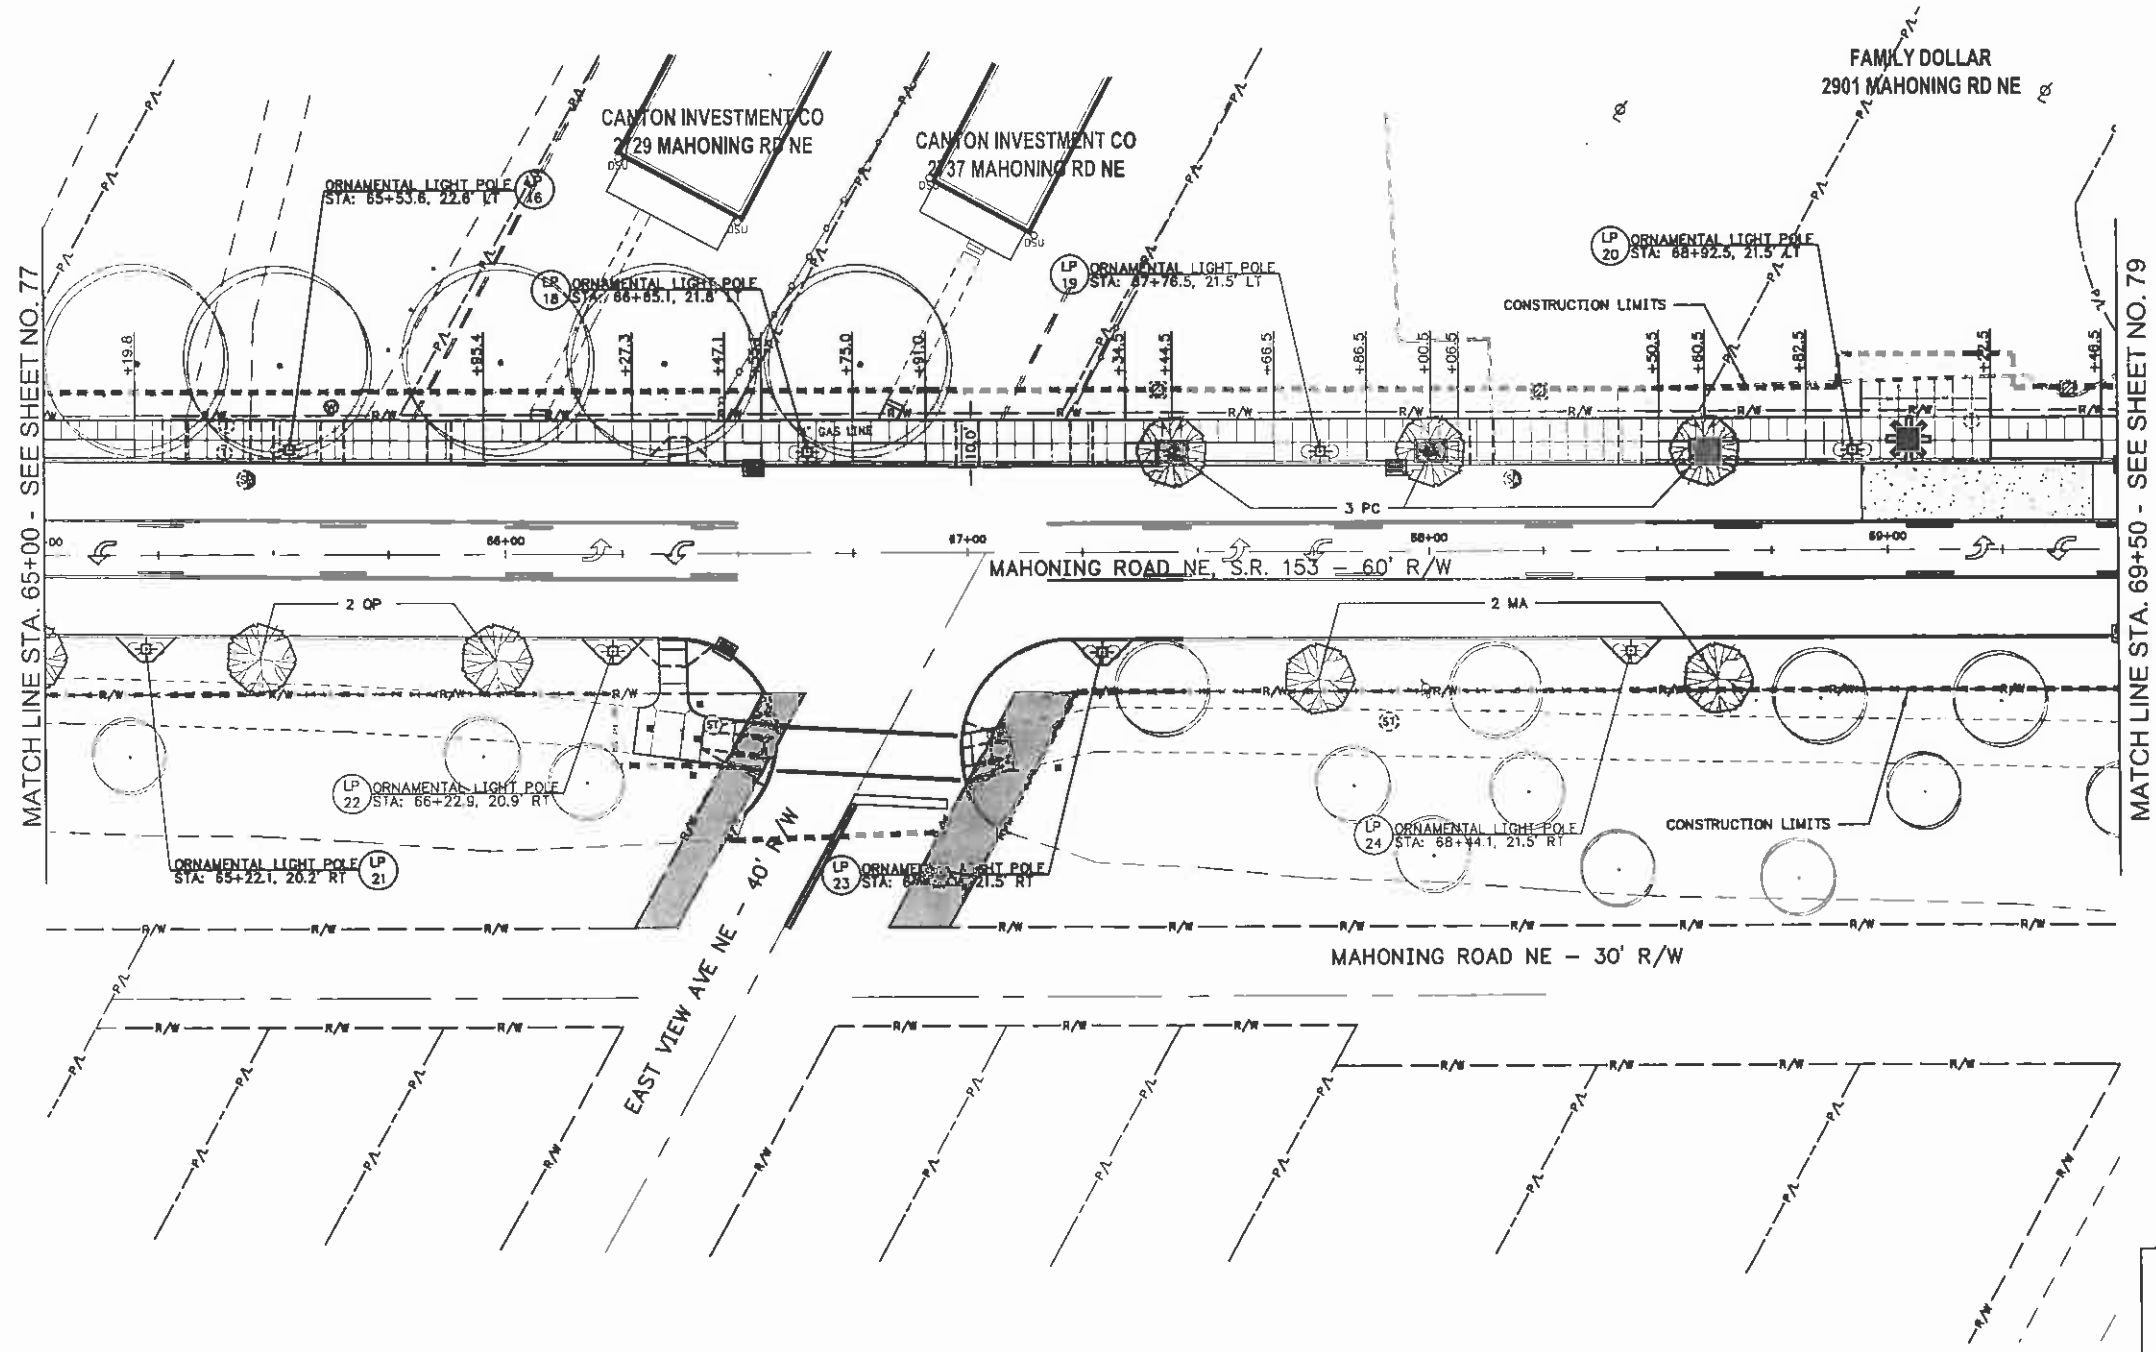 FAMILY DOLLAR
2901 MAHONING RD NE
CANTON INVESTMENT CO
2729 MAHONING RD NE
CANTON INVESTMENT CO
2737 MAHONING RD NE
ORNAMENTAL LIGHT POLE
STA: 65+53.6, 22.6' LT
LP
18
ORNAMENTAL LIGHT POLE
STA: 66+65.1, 21.8' LT
LP
19
ORNAMENTAL LIGHT POLE
STA: 67+76.5, 21.5' LT
LP
20
ORNAMENTAL LIGHT POLE
STA: 68+92.5, 21.5' LT
CONSTRUCTION LIMITS
+19.8
+95.4
+27.3
+47.1
+75.0
+91.0
+34.5
+44.5
+66.5
+86.5
+00.5
+06.5
+50.5
+60.5
+82.5
+22.5
+46.5
GAS LINE
10.0'
3 PC
MATCH LINE STA. 65+00 - SEE SHEET NO. 77
MATCH LINE STA. 69+50 - SEE SHEET NO. 79
66+00
67+00
68+00
69+00
MAHONING ROAD NE, S.R. 153 – 60' R/W
2 OP
2 MA
LP
22
ORNAMENTAL LIGHT POLE
STA: 66+22.9, 20.9' RT
ORNAMENTAL LIGHT POLE
STA: 65+22.1, 20.2' RT
LP
21
LP
23
ORNAMENTAL LIGHT POLE
21.5' RT
LP
24
ORNAMENTAL LIGHT POLE
STA: 68+44.1, 21.5' RT
CONSTRUCTION LIMITS
EAST VIEW AVE NE – 40' R/W
MAHONING ROAD NE – 30' R/W